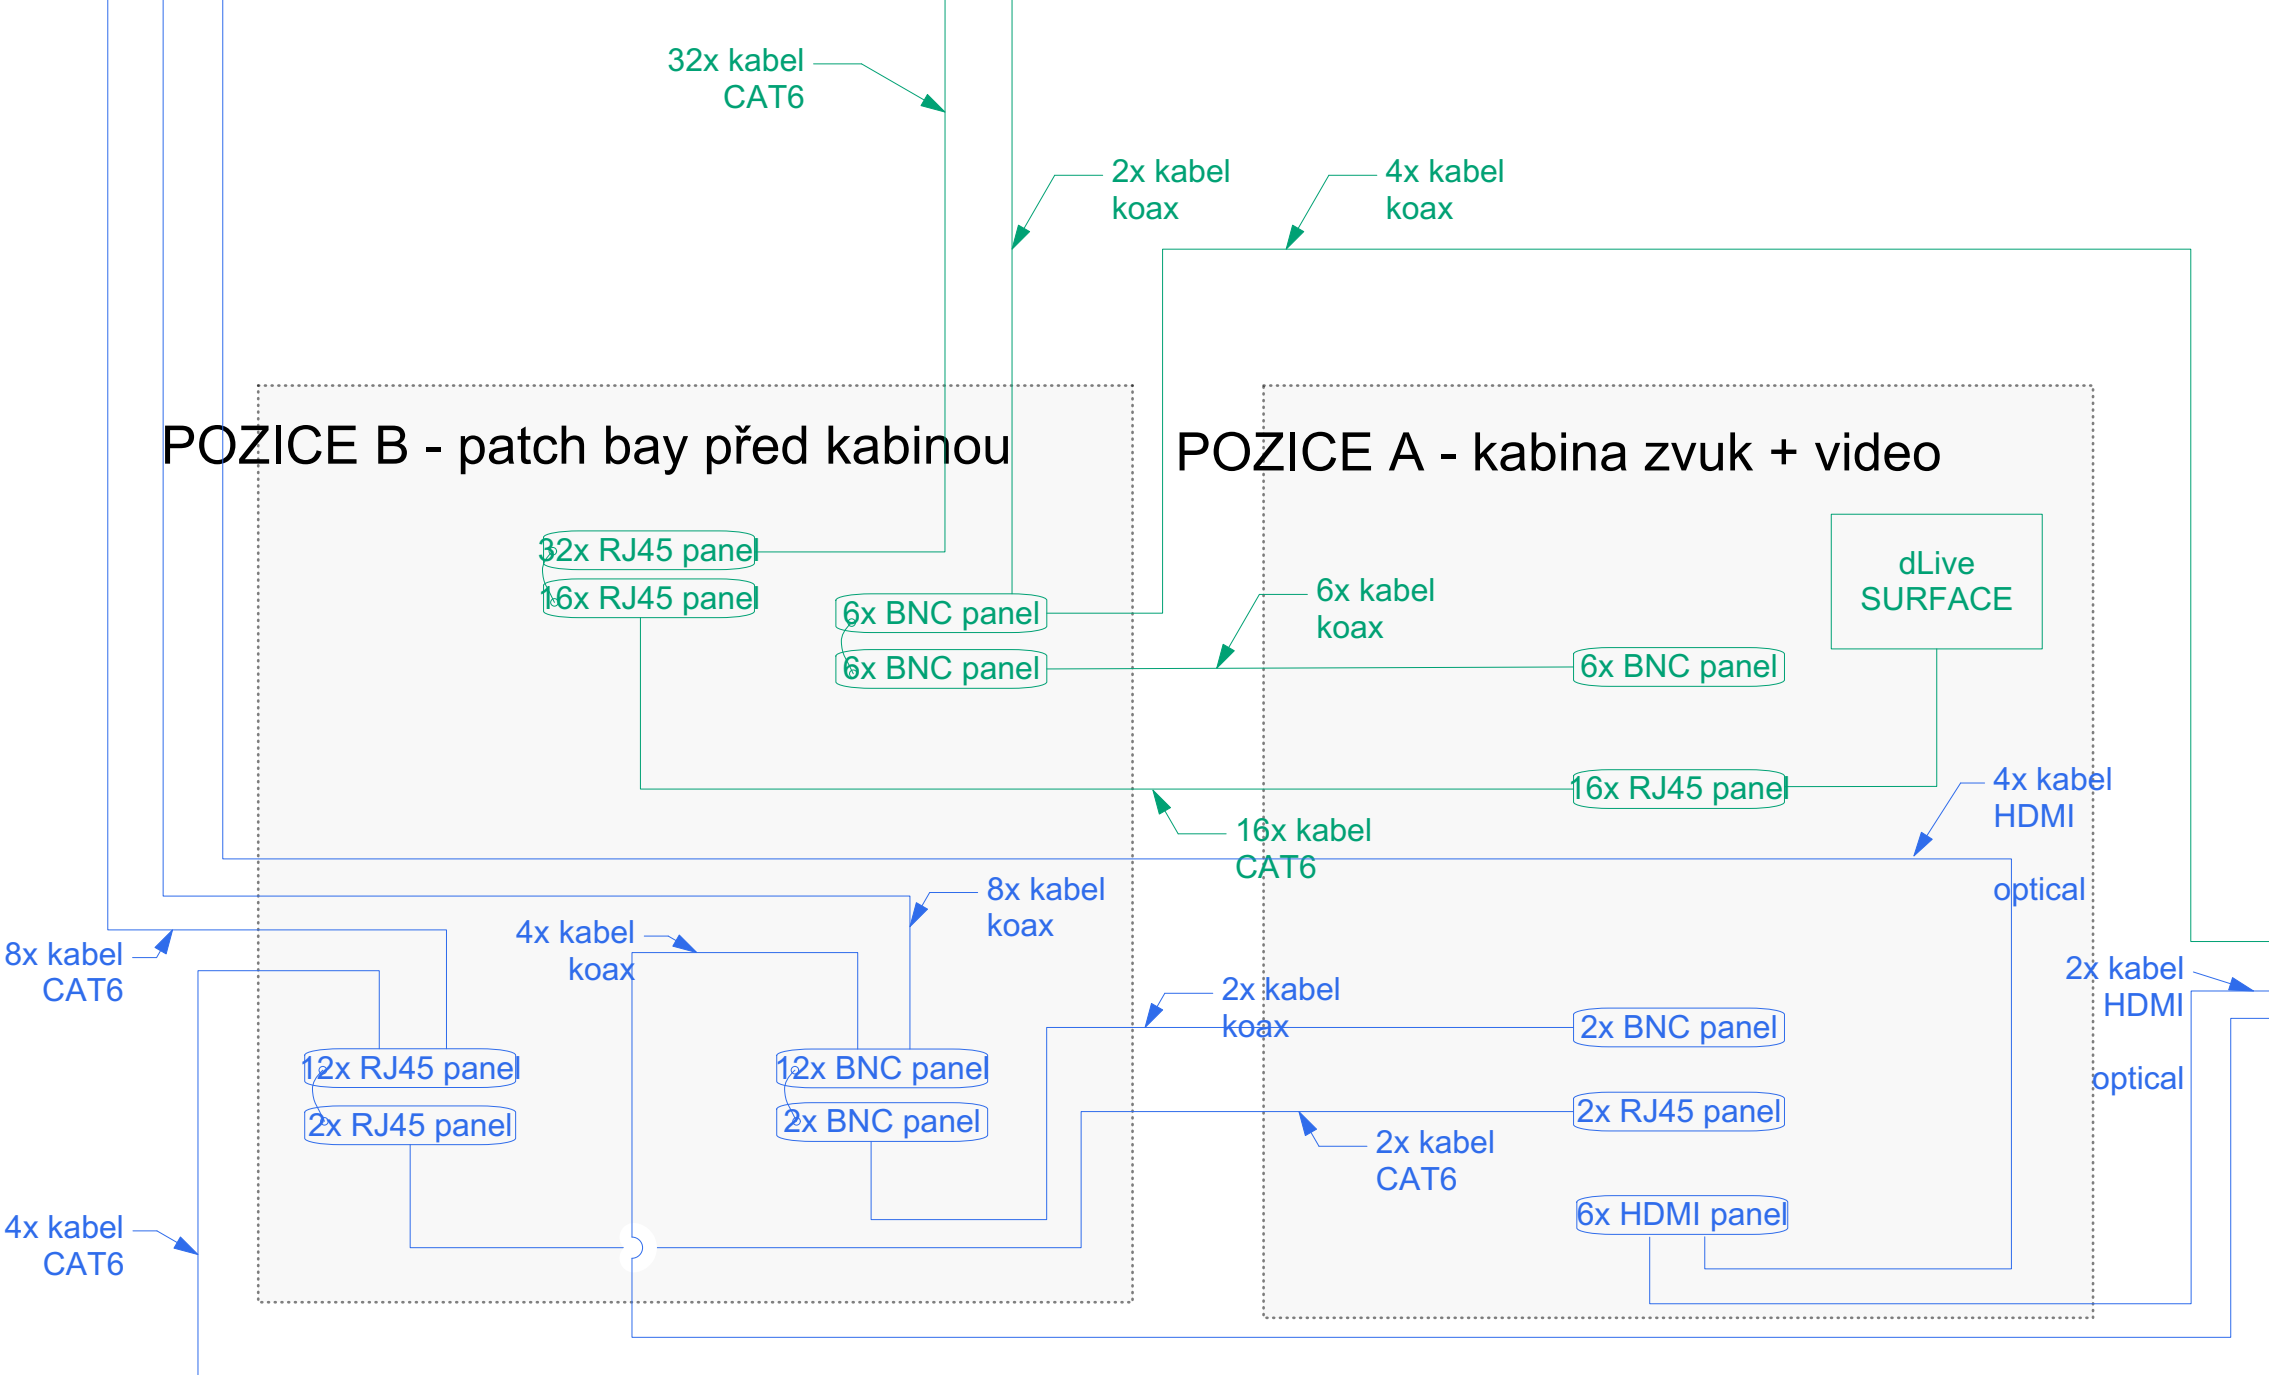 32x kabel
CAT6
2x kabel
koax
4x kabel
koax
POZICE B - patch bay před kabinou
POZICE A - kabina zvuk + video
32x RJ45 panel
16x RJ45 panel
6x BNC panel
6x BNC panel
6x kabel
koax
dLive
SURFACE
6x BNC panel
16x RJ45 panel
16x kabel
CAT6
4x kabel
HDMI
optical
8x kabel
koax
4x kabel
koax
8x kabel
CAT6
2x kabel
koax
2x kabel
HDMI
optical
12x RJ45 panel
2x RJ45 panel
12x BNC panel
2x BNC panel
2x BNC panel
2x RJ45 panel
2x kabel
CAT6
6x HDMI panel
4x kabel
CAT6